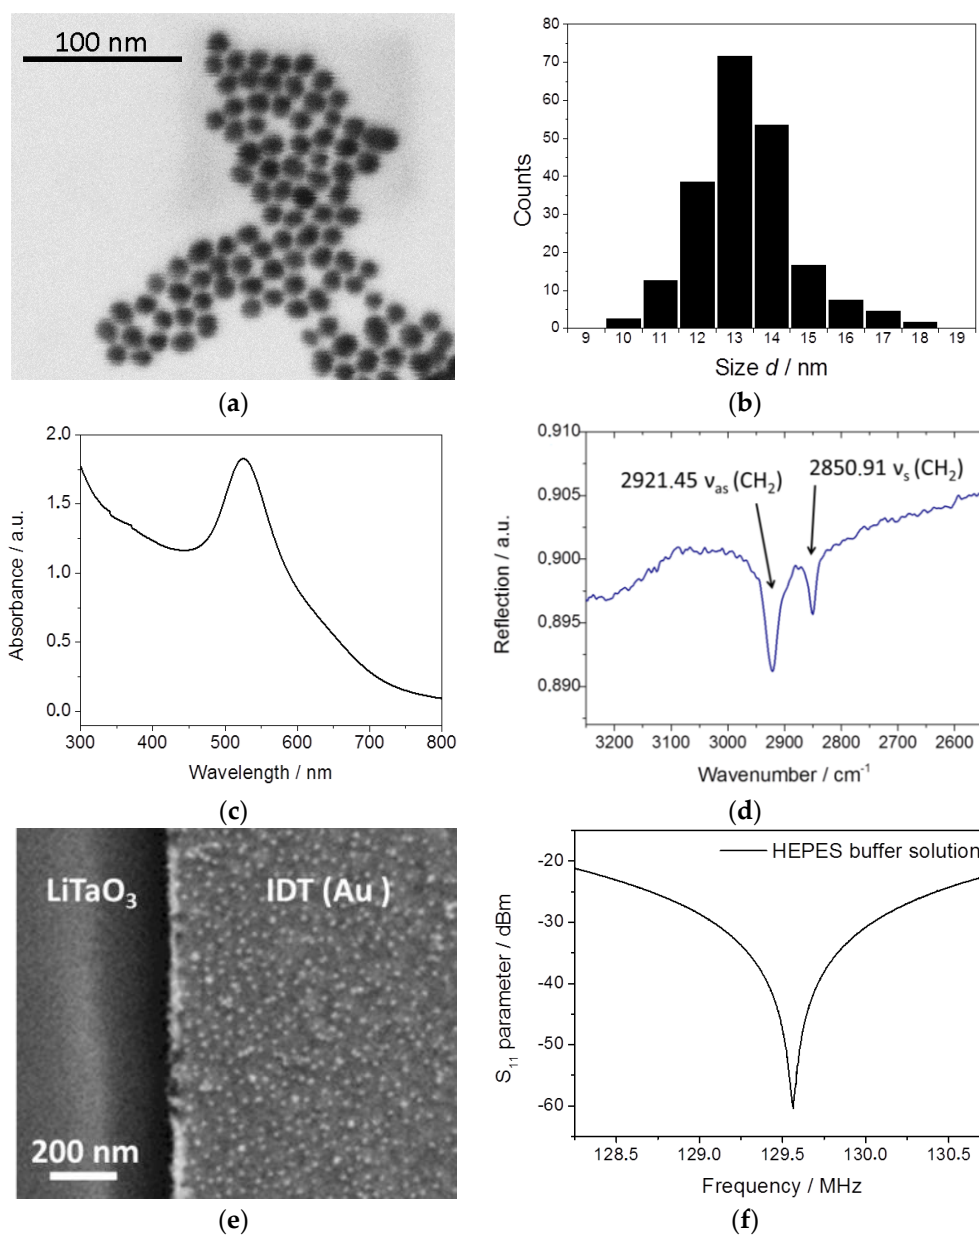 100 nm
(a)
80
70
60
50
40
30
20
10
0
Counts
9 10 11 12 13 14 15 16 17 18 19
Size d / nm
(b)
2.0
1.5
1.0
0.5
0.0
Absorbance / a.u.
300 400 500 600 700 800
Wavelength / nm
(c)
0.910
0.905
0.900
0.895
0.890
Reflection / a.u.
2921.45 νas (CH2)
2850.91 νs (CH2)
3200 3100 3000 2900 2800 2700 2600
Wavenumber / cm-1
(d)
LiTaO3
IDT (Au )
200 nm
(e)
-20
-30
-40
-50
-60
S11 parameter / dBm
HEPES buffer solution
128.5 129.0 129.5 130.0 130.5
Frequency / MHz
(f)